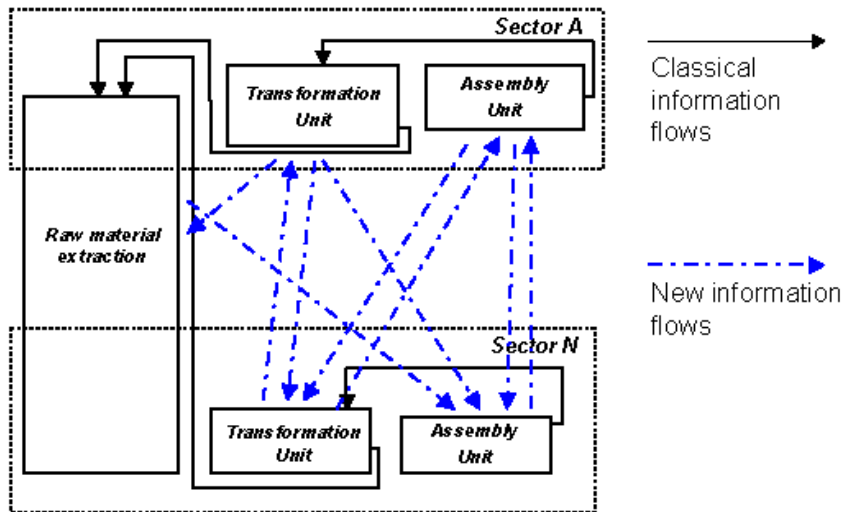 Sector A
Transformation
Unit
Assembly
Unit
Classical
information
flows
Raw material
extraction
New information
flows
Sector N
Transformation
Unit
Assembly
Unit